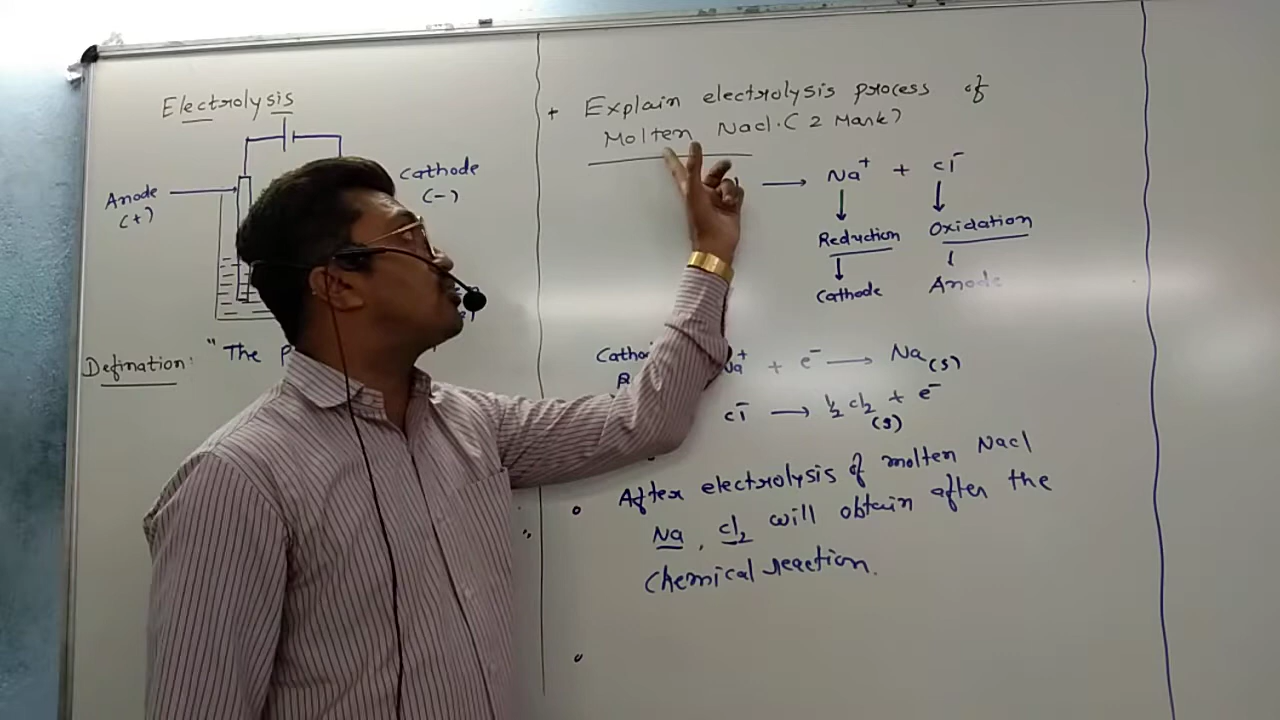 Electrolysis
Anode
(+)
Cathode
(-)
Defination: "The
+ Explain electrolysis process of
Molten Nacl. (2 Mark)
→ Na⁺ + cl⁻
↓ ↓
Reduction Oxidation
↓ ↓
Cathode Anode
Na⁺ + e⁻ → Na(s)
cl⁻ → ½ cl₂ + e⁻
(g)
After electrolysis of molten Nacl
Na, cl₂ will obtain after the
chemical reaction.